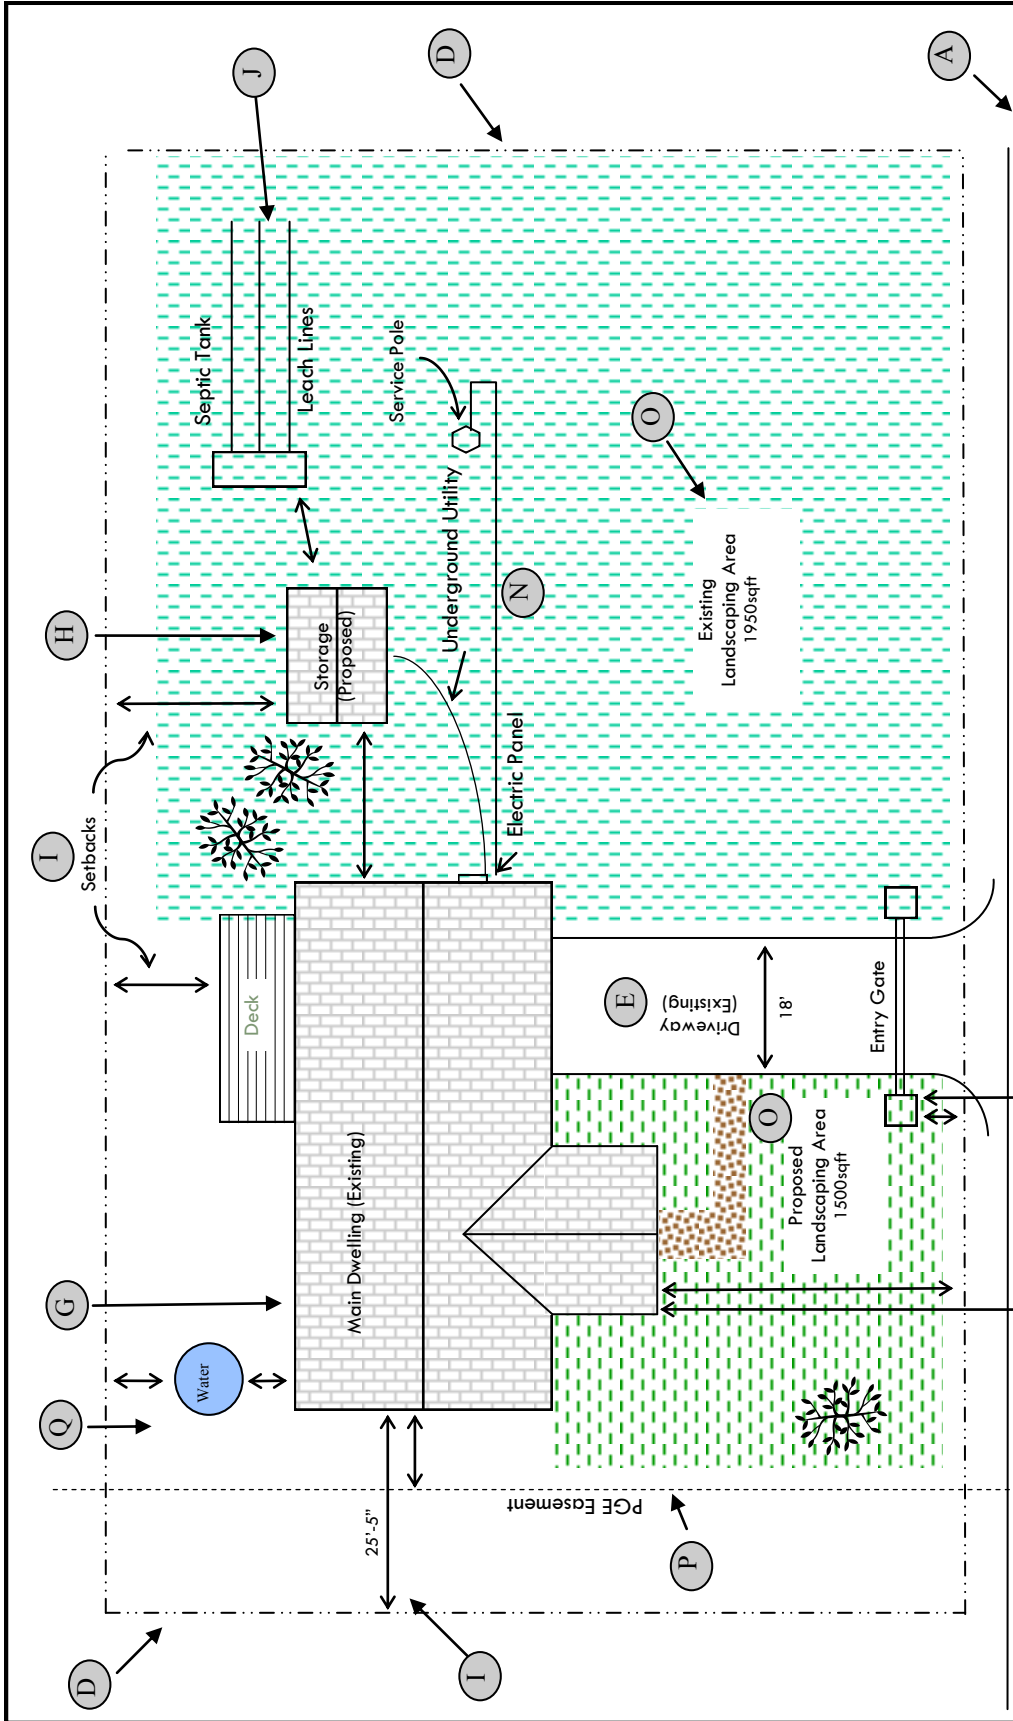 J
D
A
Septic Tank
Leach Lines
Service Pole
O
H
Storage
(Proposed)
Underground Utility
N
Existing
Landscaping Area
1950sqft
I
Setbacks
Electric Panel
Deck
E
Driveway
(Existing)
18'
Entry Gate
Main Dwelling (Existing)
O
Proposed
Landscaping Area
1500sqft
G
Water
Q
25'-5"
PGE Easement
P
D
I